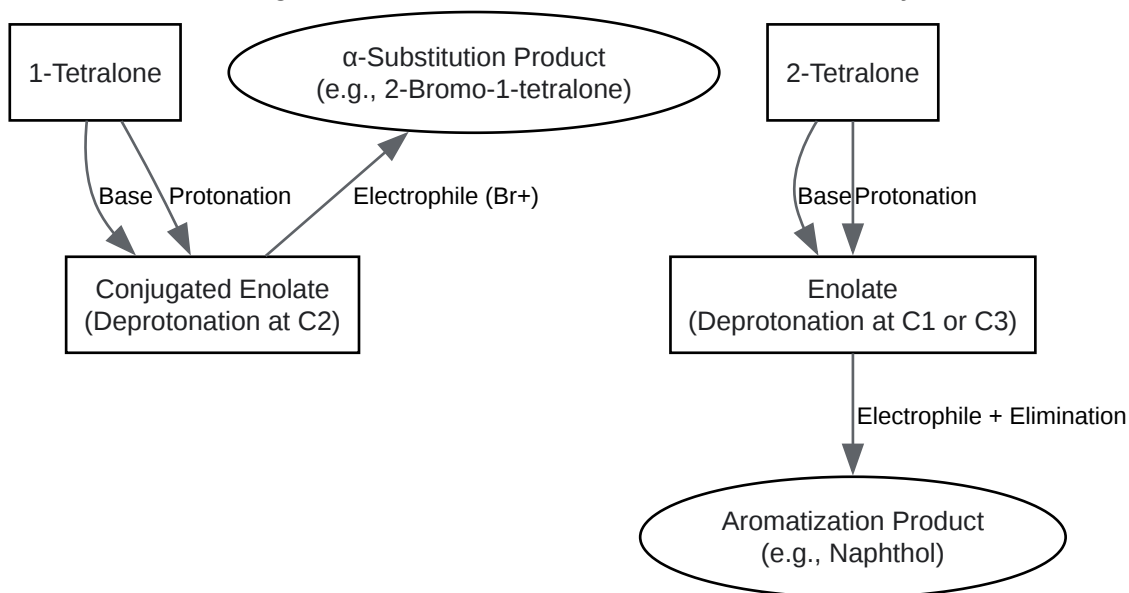 1-Tetralone
α-Substitution Product
(e.g., 2-Bromo-1-tetralone)
2-Tetralone
Base
Protonation
Electrophile (Br+)
Base
Protonation
Conjugated Enolate
(Deprotonation at C2)
Enolate
(Deprotonation at C1 or C3)
Electrophile + Elimination
Aromatization Product
(e.g., Naphthol)